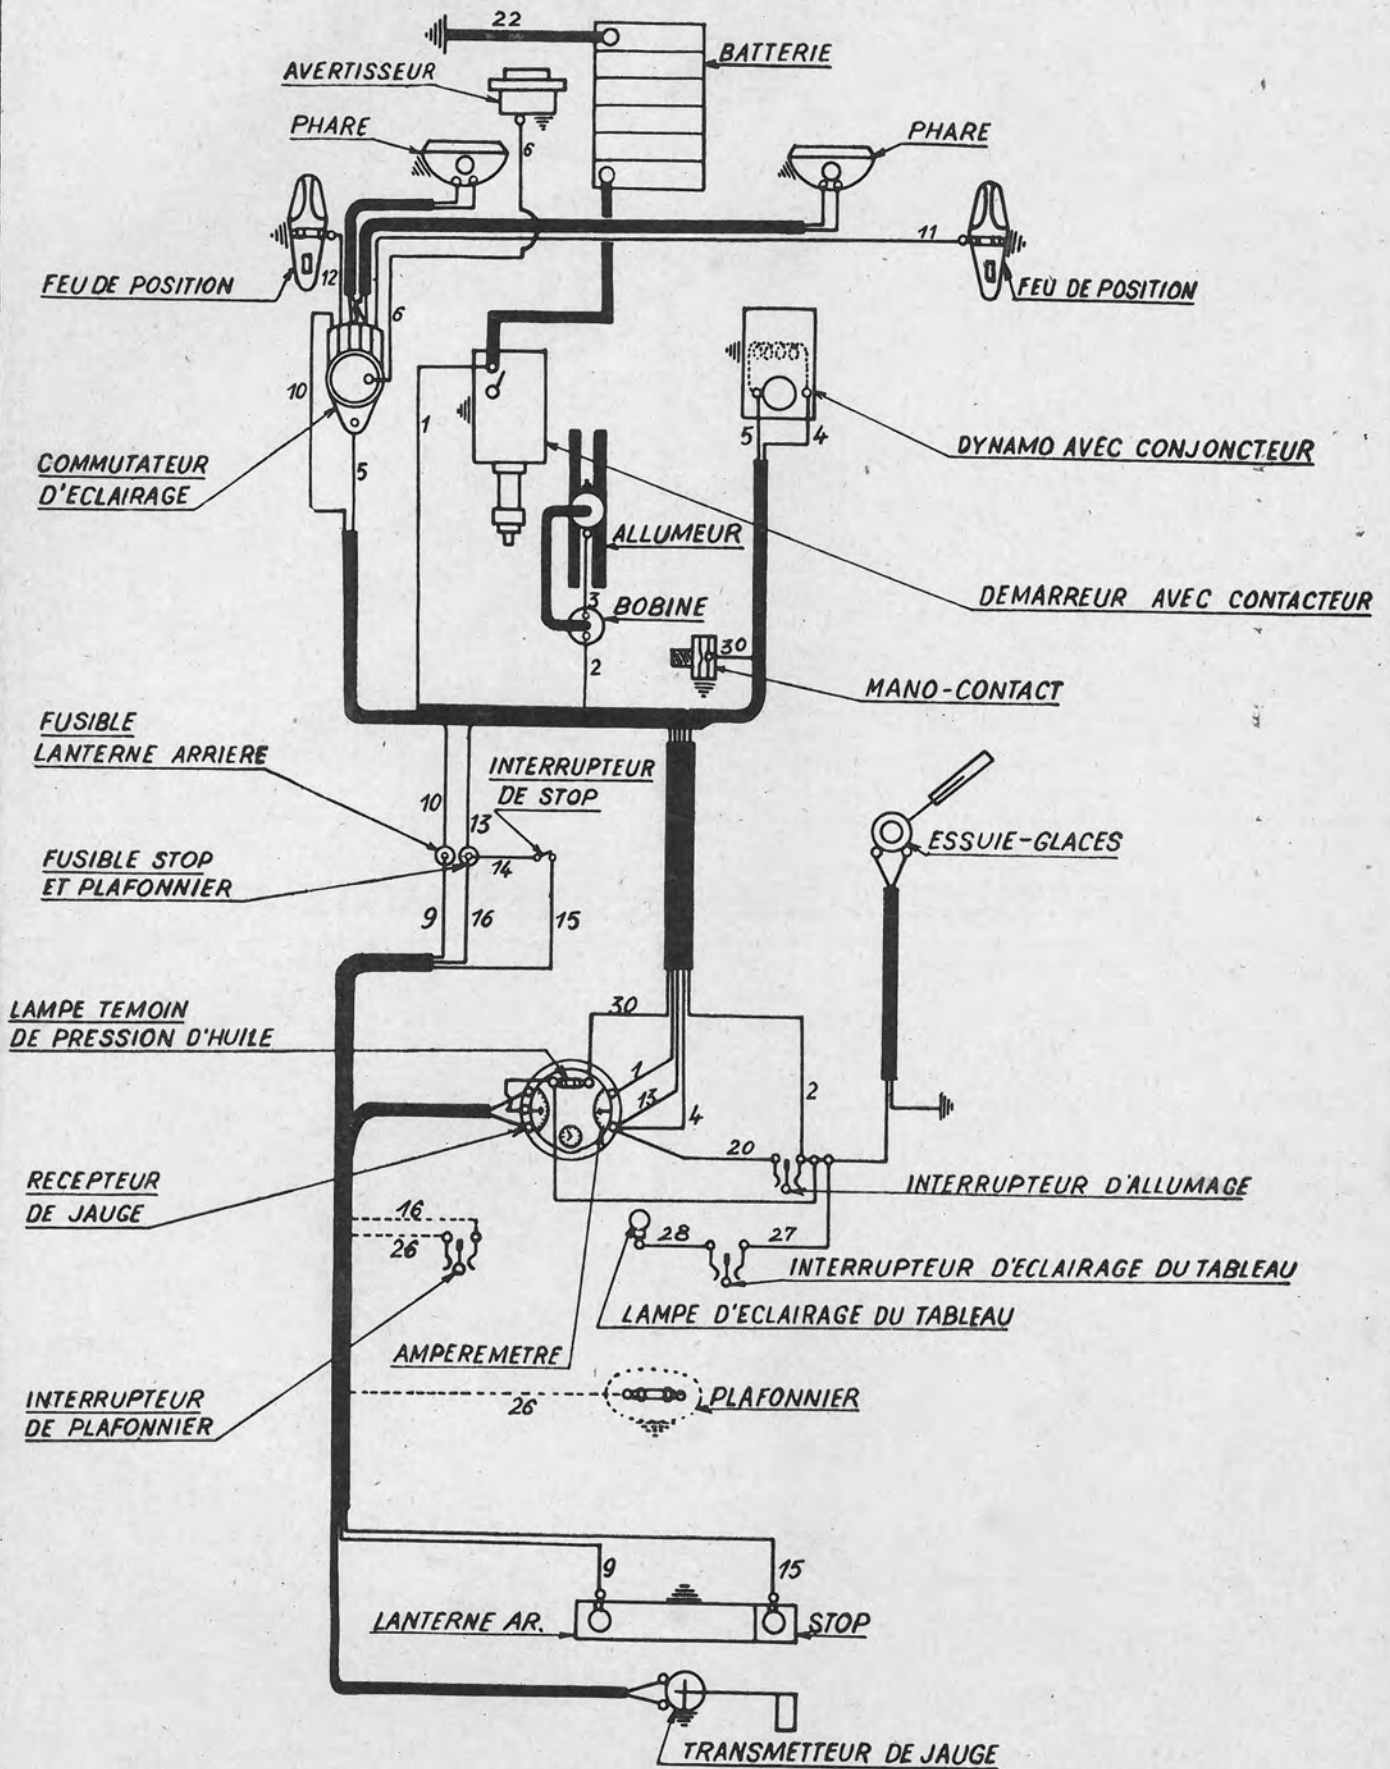 22
BATTERIE
AVERTISSEUR
PHARE
6
PHARE
11
FEU DE POSITION
12
FEU DE POSITION
6
10
1
5
4
COMMUTATEUR
D'ECLAIRAGE
5
DYNAMO AVEC CONJONCTEUR
ALLUMEUR
3
BOBINE
DEMARREUR AVEC CONTACTEUR
30
2
MANO-CONTACT
FUSIBLE
LANTERNE ARRIERE
INTERRUPTEUR
DE STOP
10
13
ESSUIE-GLACES
FUSIBLE STOP
ET PLAFONNIER
14
9
16
15
LAMPE TEMOIN
DE PRESSION D'HUILE
30
1
13
4
2
20
RECEPTEUR
DE JAUGE
INTERRUPTEUR D'ALLUMAGE
16
26
28
27
INTERRUPTEUR D'ECLAIRAGE DU TABLEAU
LAMPE D'ECLAIRAGE DU TABLEAU
AMPEREMETRE
INTERRUPTEUR
DE PLAFONNIER
26
PLAFONNIER
9
15
LANTERNE AR.
STOP
TRANSMETTEUR DE JAUGE